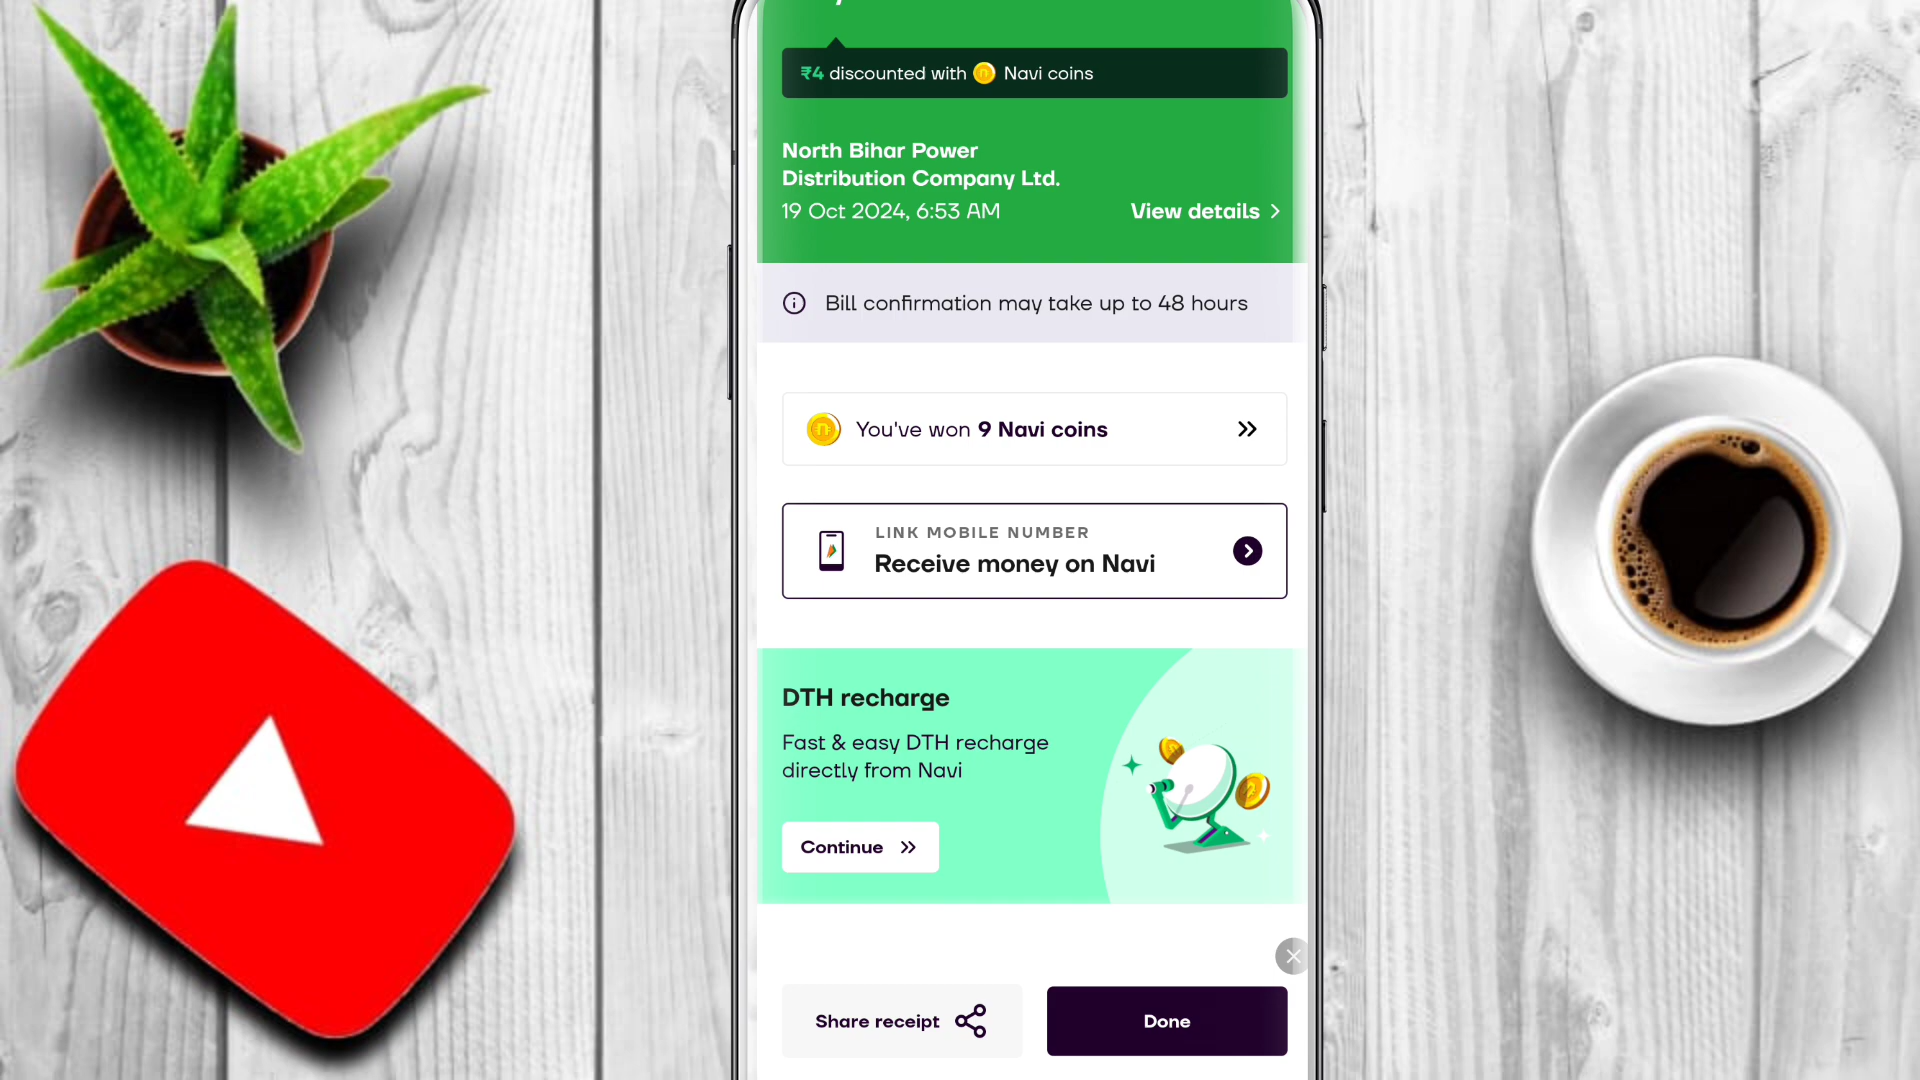 ₹4 discounted with Navi coins
North Bihar Power
Distribution Company Ltd.
19 Oct 2024, 6:53 AM
View details
Bill confirmation may take up to 48 hours
You've won 9 Navi coins
LINK MOBILE NUMBER
Receive money on Navi
DTH recharge
Fast & easy DTH recharge
directly from Navi
Continue
Share receipt
Done